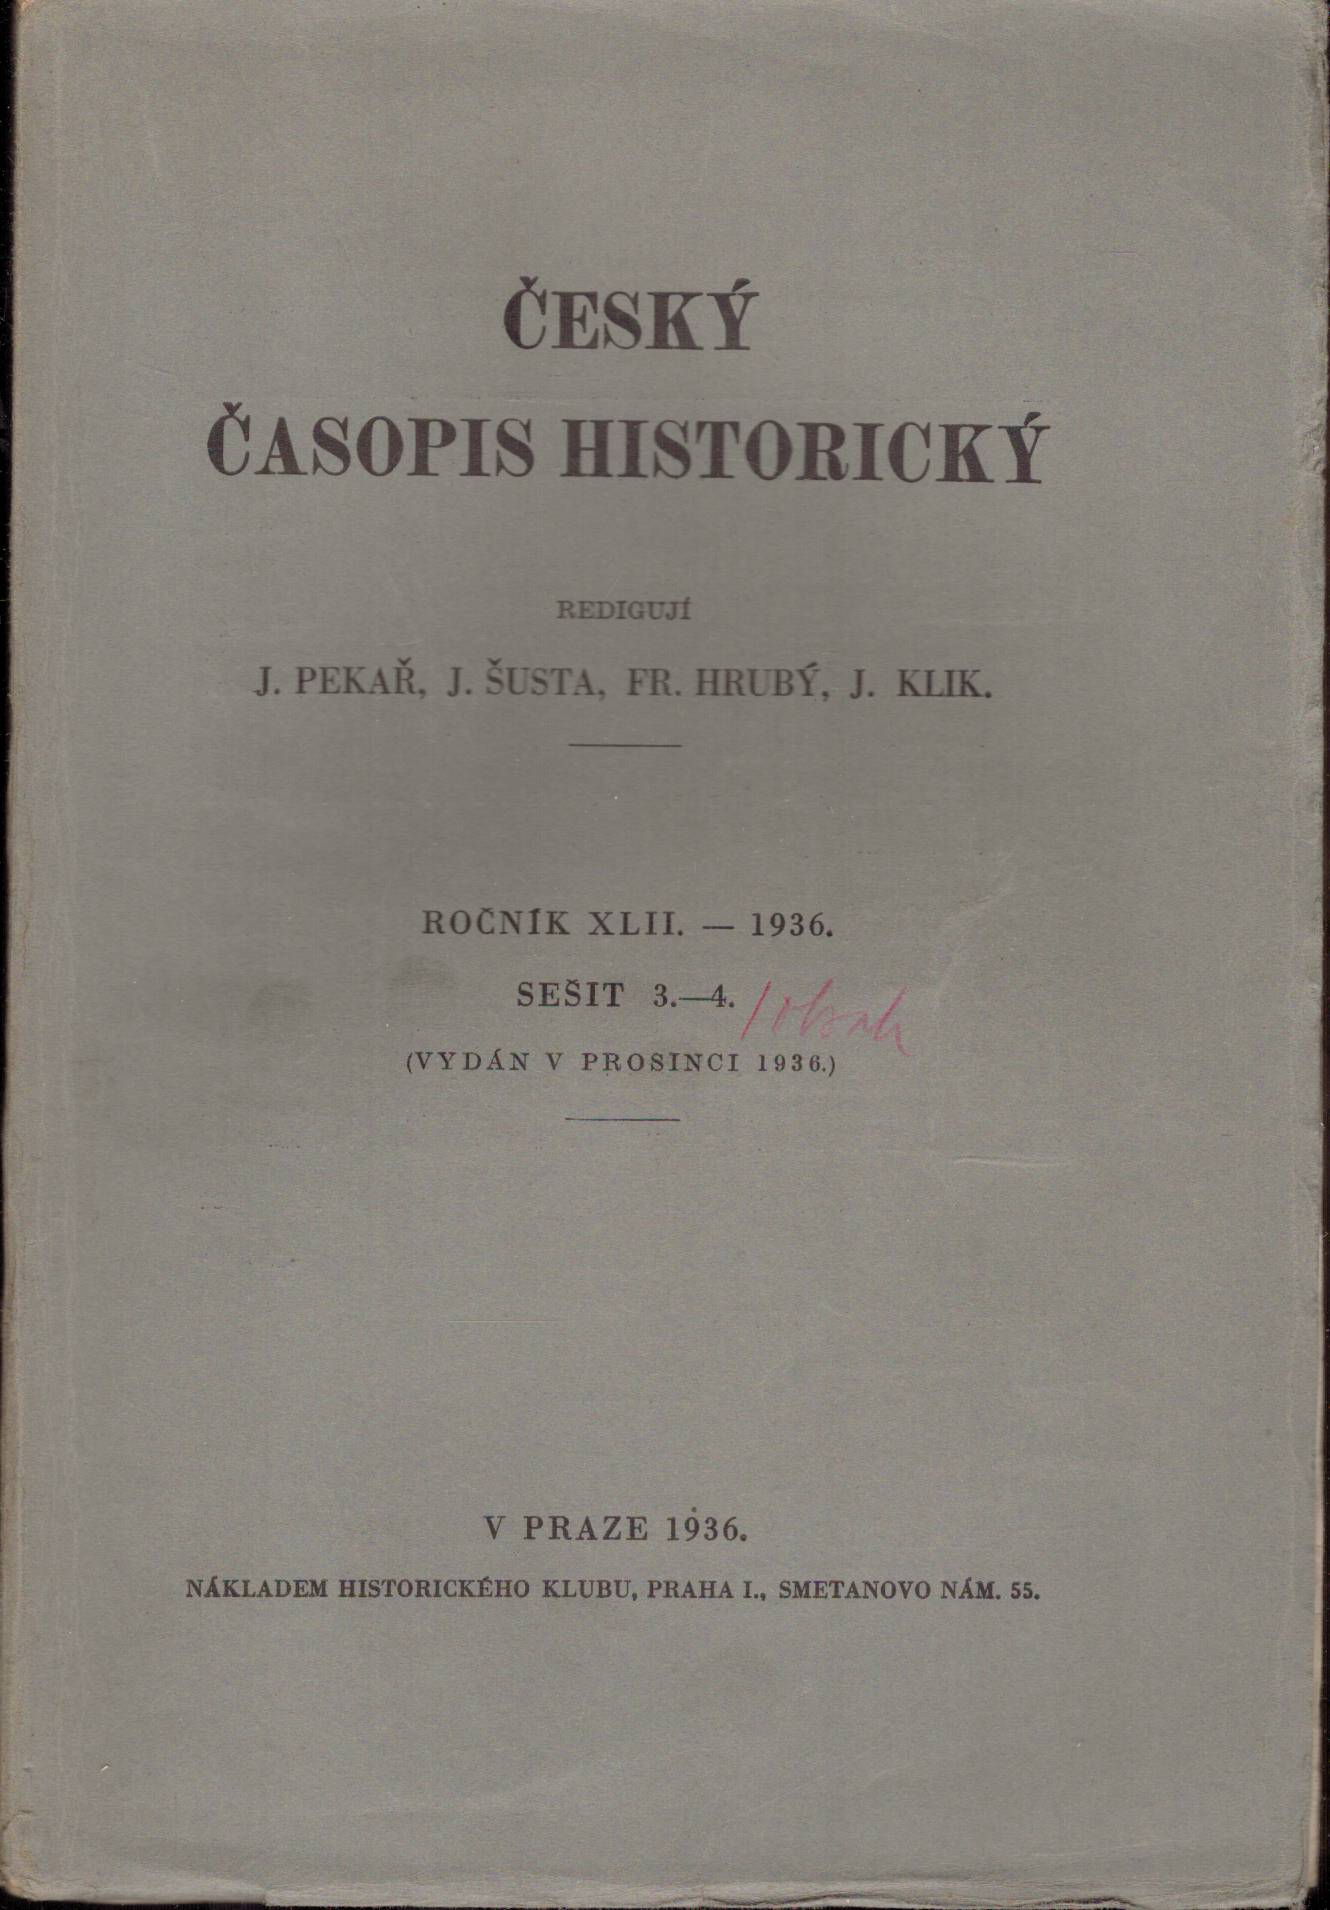 ČESKÝ
ČASOPIS HISTORICKÝ
REDIGUJÍ
J. PEKAŘ, J. ŠUSTA, FR. HRUBÝ, J. KLIK.
ROČNÍK XLII. — 1936.
SEŠIT 3.—4. / obsah
(VYDÁN V PROSINCI 1936.)
V PRAZE 1936.
NÁKLADEM HISTORICKÉHO KLUBU, PRAHA I., SMETANOVO NÁM. 55.